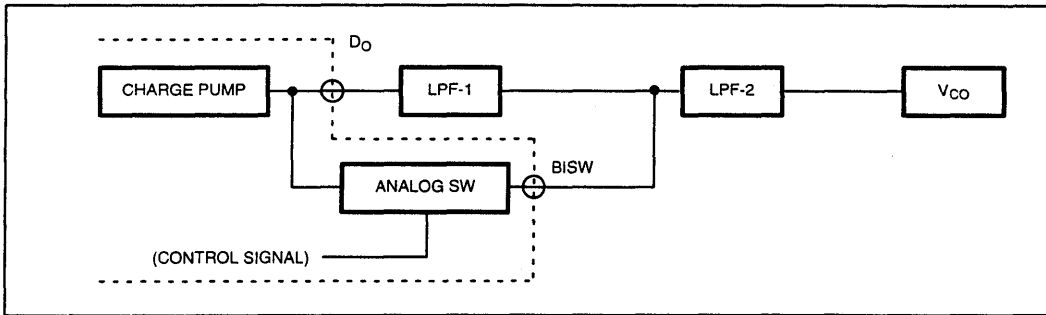 DO
CHARGE PUMP
LPF-1
LPF-2
VCO
BISW
ANALOG SW
(CONTROL SIGNAL)